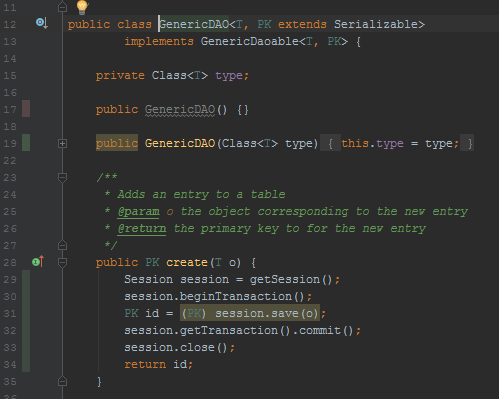 11
12 public class GenericDAO<T, PK extends Serializable>
13 implements GenericDaoable<T, PK> {
14
15 private Class<T> type;
16
17 public GenericDAO() {}
18
19 public GenericDAO(Class<T> type) { this.type = type; }
22
23 /**
24 * Adds an entry to a table
25 * @param o the object corresponding to the new entry
26 * @return the primary key to for the new entry
27 */
28 public PK create(T o) {
29 Session session = getSession();
30 session.beginTransaction();
31 PK id = (PK) session.save(o);
32 session.getTransaction().commit();
33 session.close();
34 return id;
35 }